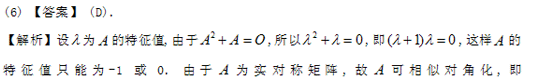 (6) 【答案】 (D).
【解析】设λ为A的特征值,由于A²+A=O,所以λ²+λ=0,即(λ+1)λ=0,这样A的
特征值只能为-1 或 0. 由于A为实对称矩阵,故A可相似对角化,即